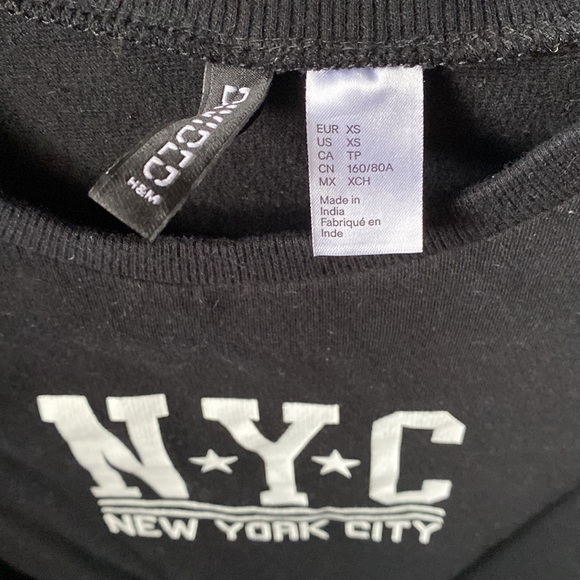 DIVIDED
H&M
EUR XS
US XS
CA TP
CN 160/80A
MX XCH
Made in
India
Fabriqué en
Inde
N★Y★C
NEW YORK CITY